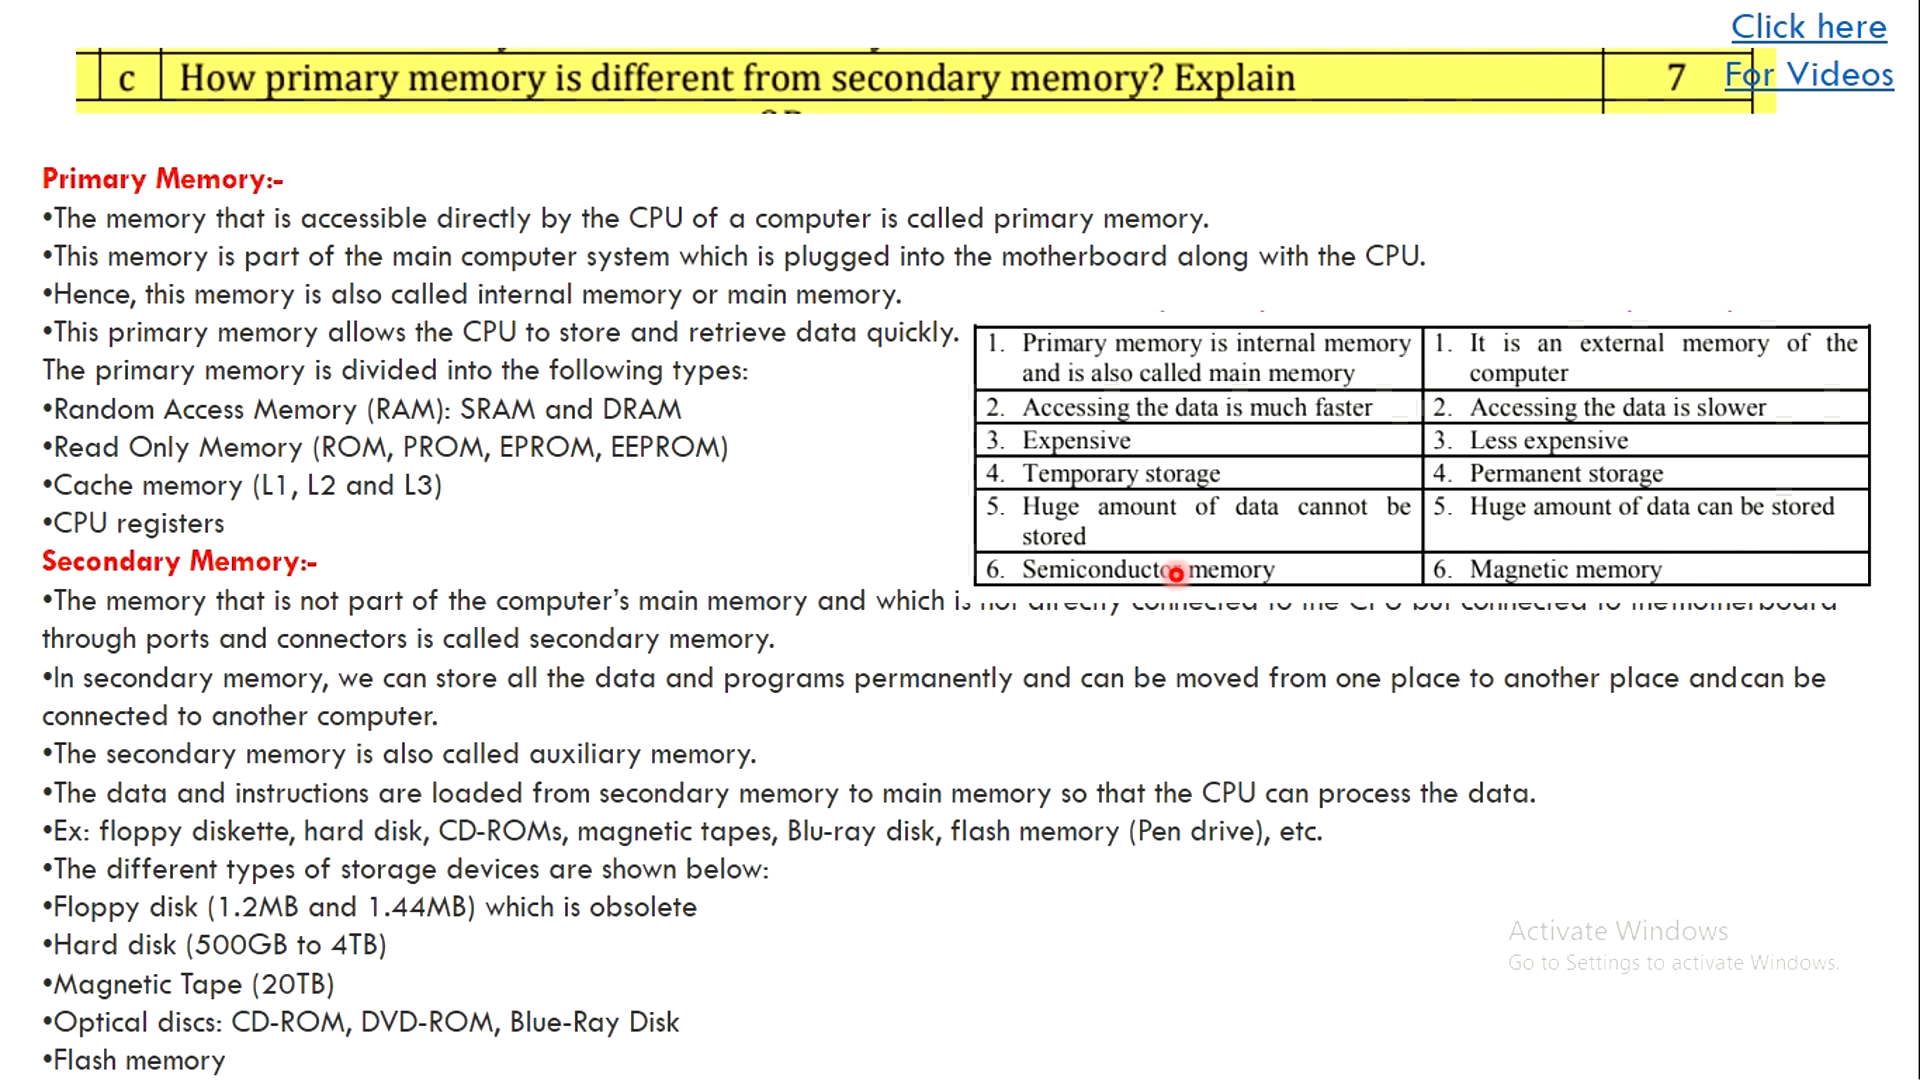 Click here
For Videos
c How primary memory is different from secondary memory? Explain 7
Primary Memory:-
•The memory that is accessible directly by the CPU of a computer is called primary memory.
•This memory is part of the main computer system which is plugged into the motherboard along with the CPU.
•Hence, this memory is also called internal memory or main memory.
•This primary memory allows the CPU to store and retrieve data quickly.
The primary memory is divided into the following types:
•Random Access Memory (RAM): SRAM and DRAM
•Read Only Memory (ROM, PROM, EPROM, EEPROM)
•Cache memory (L1, L2 and L3)
•CPU registers
1. Primary memory is internal memory
and is also called main memory
1. It is an external memory of the
computer
2. Accessing the data is much faster
2. Accessing the data is slower
3. Expensive
3. Less expensive
4. Temporary storage
4. Permanent storage
5. Huge amount of data cannot be
stored
5. Huge amount of data can be stored
6. Semiconductor memory
6. Magnetic memory
Secondary Memory:-
•The memory that is not part of the computer's main memory and which is not directly connected to the CPU but connected to the motherboard
through ports and connectors is called secondary memory.
•In secondary memory, we can store all the data and programs permanently and can be moved from one place to another place andcan be
connected to another computer.
•The secondary memory is also called auxiliary memory.
•The data and instructions are loaded from secondary memory to main memory so that the CPU can process the data.
•Ex: floppy diskette, hard disk, CD-ROMs, magnetic tapes, Blu-ray disk, flash memory (Pen drive), etc.
•The different types of storage devices are shown below:
•Floppy disk (1.2MB and 1.44MB) which is obsolete
•Hard disk (500GB to 4TB)
•Magnetic Tape (20TB)
•Optical discs: CD-ROM, DVD-ROM, Blue-Ray Disk
•Flash memory
Activate Windows
Go to Settings to activate Windows.